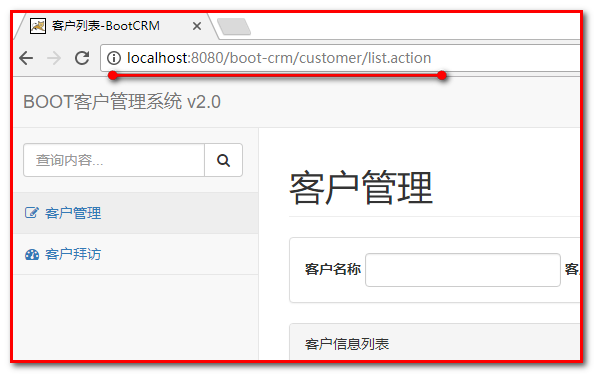 客户列表-BootCRM
localhost:8080/boot-crm/customer/list.action
BOOT客户管理系统 v2.0
查询内容...
客户管理
客户拜访
客户管理
客户名称 客
客户信息列表